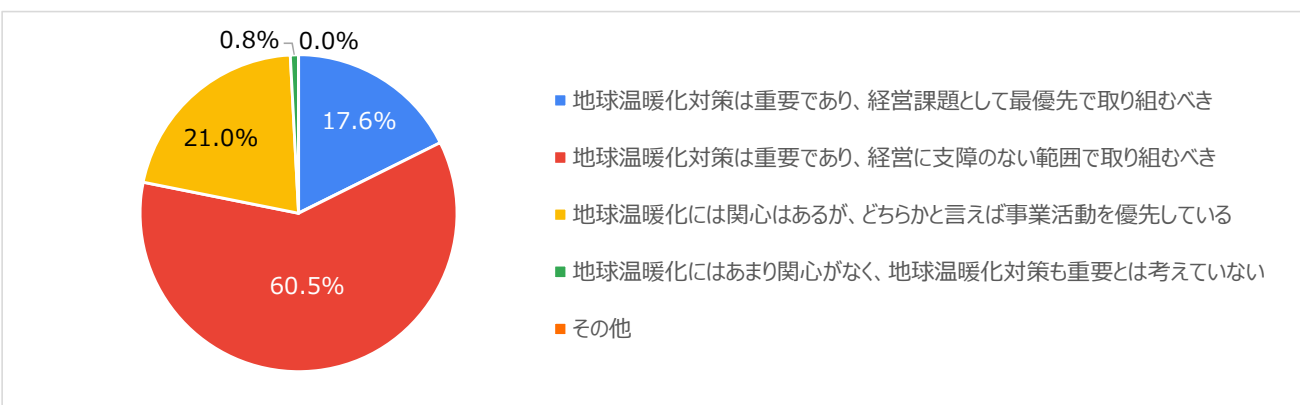 0.8%
0.0%
17.6%
21.0%
60.5%
地球温暖化対策は重要であり、経営課題として最優先で取り組むべき
地球温暖化対策は重要であり、経営に支障のない範囲で取り組むべき
地球温暖化には関心はあるが、どちらかと言えば事業活動を優先している
地球温暖化にはあまり関心がなく、地球温暖化対策も重要とは考えていない
その他